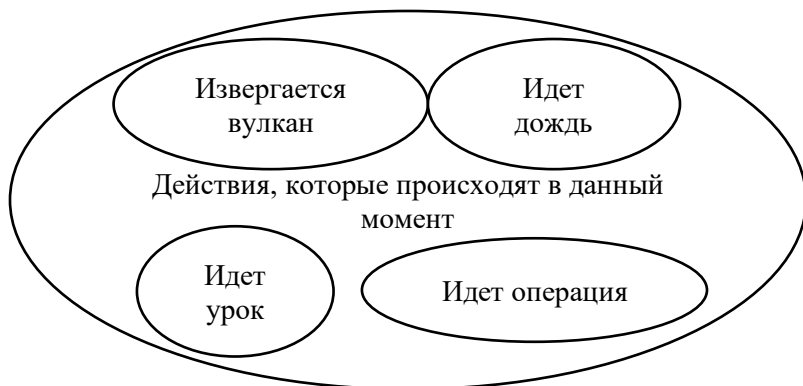 Извергается
вулкан
Идет
дождь
Действия, которые происходят в данный
момент
Идет
урок
Идет операция